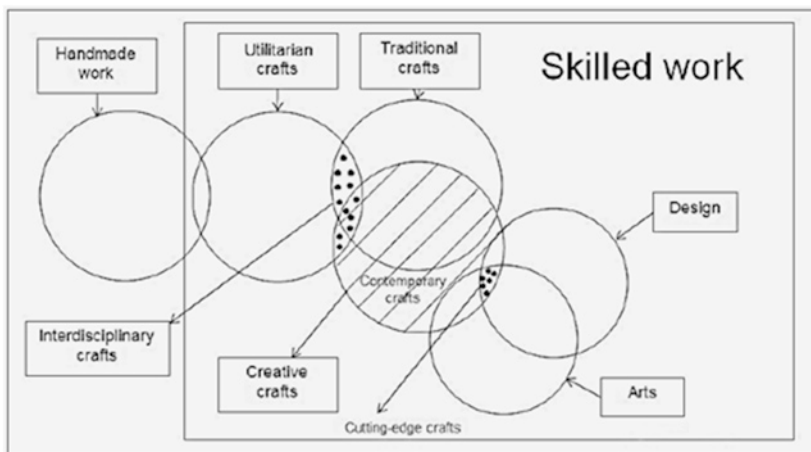 Handmade
work
Utilitarian
crafts
Traditional
crafts
Skilled work
Design
Contemporary
crafts
Interdisciplinary
crafts
Creative
crafts
Arts
Cutting-edge crafts